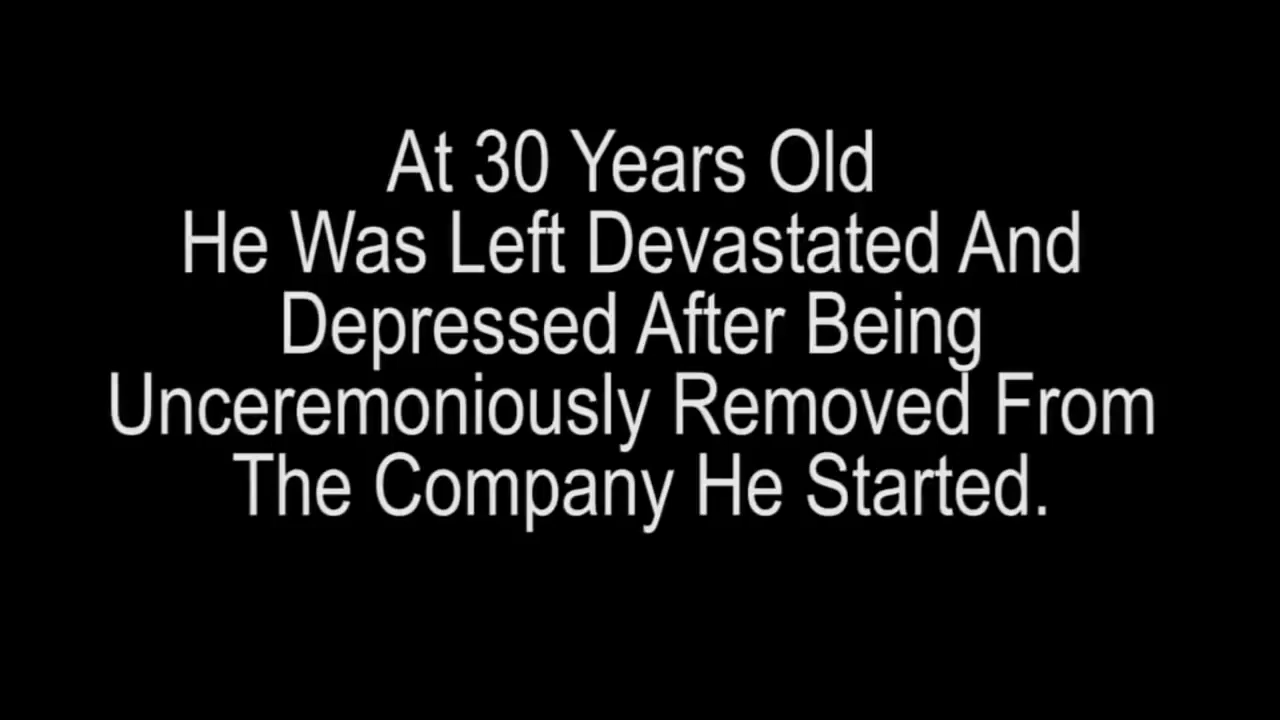 At 30 Years Old
He Was Left Devastated And
Depressed After Being
Unceremoniously Removed From
The Company He Started.